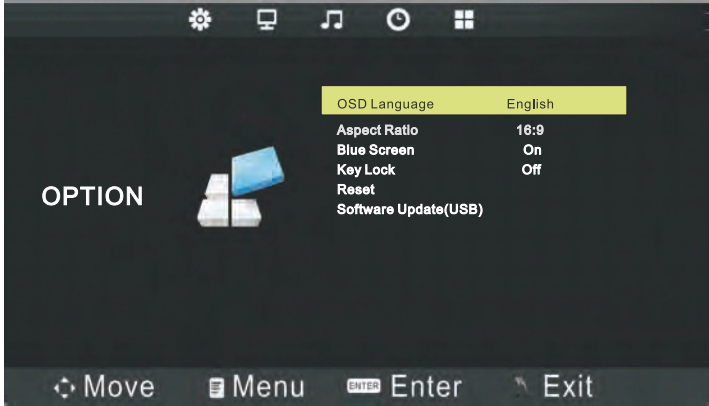 OSD Language English
Aspect Ratio 16:9
Blue Screen On
Key Lock Off
Reset
Software Update(USB)
OPTION
Move Menu ENTER Enter Exit